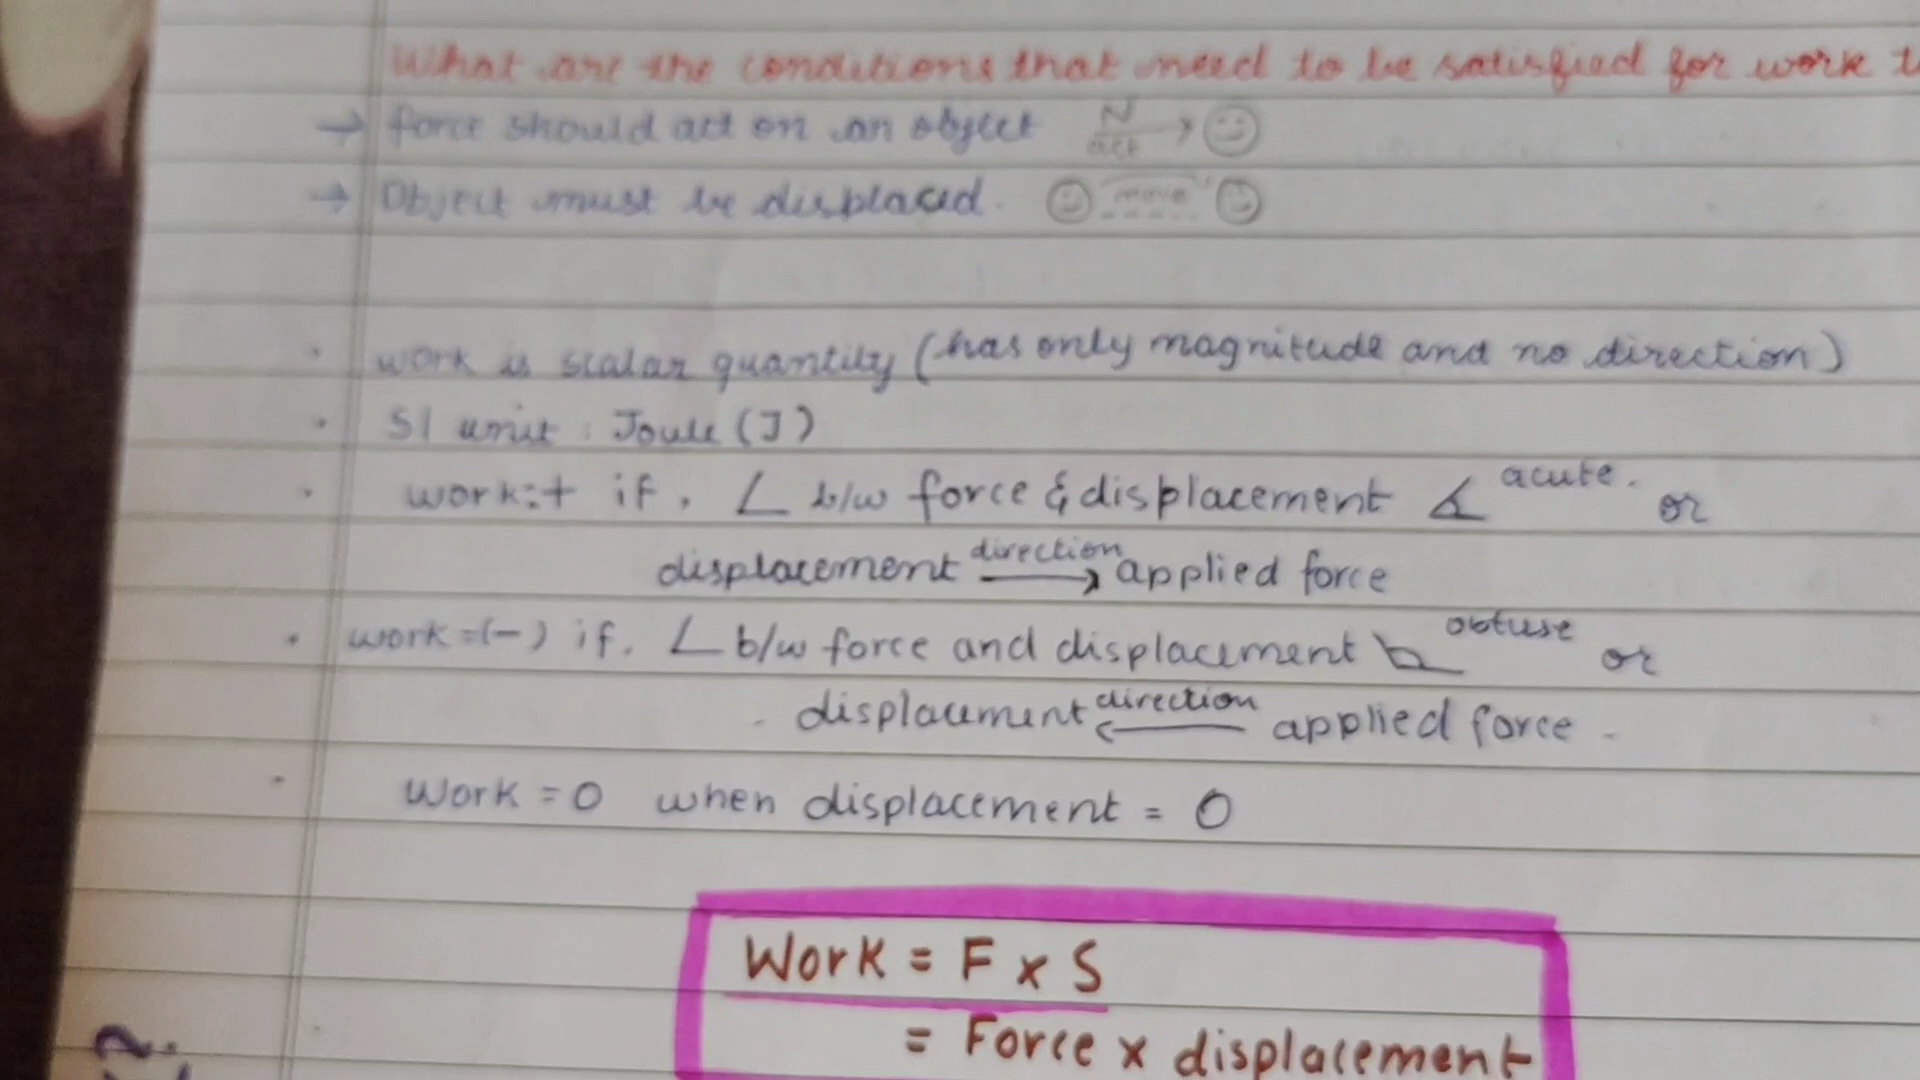 What are the conditions that need to be satisfied for work t
→ force should act on an object N act →
→ Object must be displaced. move
• work is scalar quantity (has only magnitude and no direction)
• SI unit : Joule (J)
• work:+ if. ∠ b/w force & displacement acute. or
displacement direction → applied force
• work =(-) if. ∠ b/w force and displacement obtuse or
displacement direction ← applied force.
• Work = 0 when displacement = 0
Work = F x S
= Force x displacement